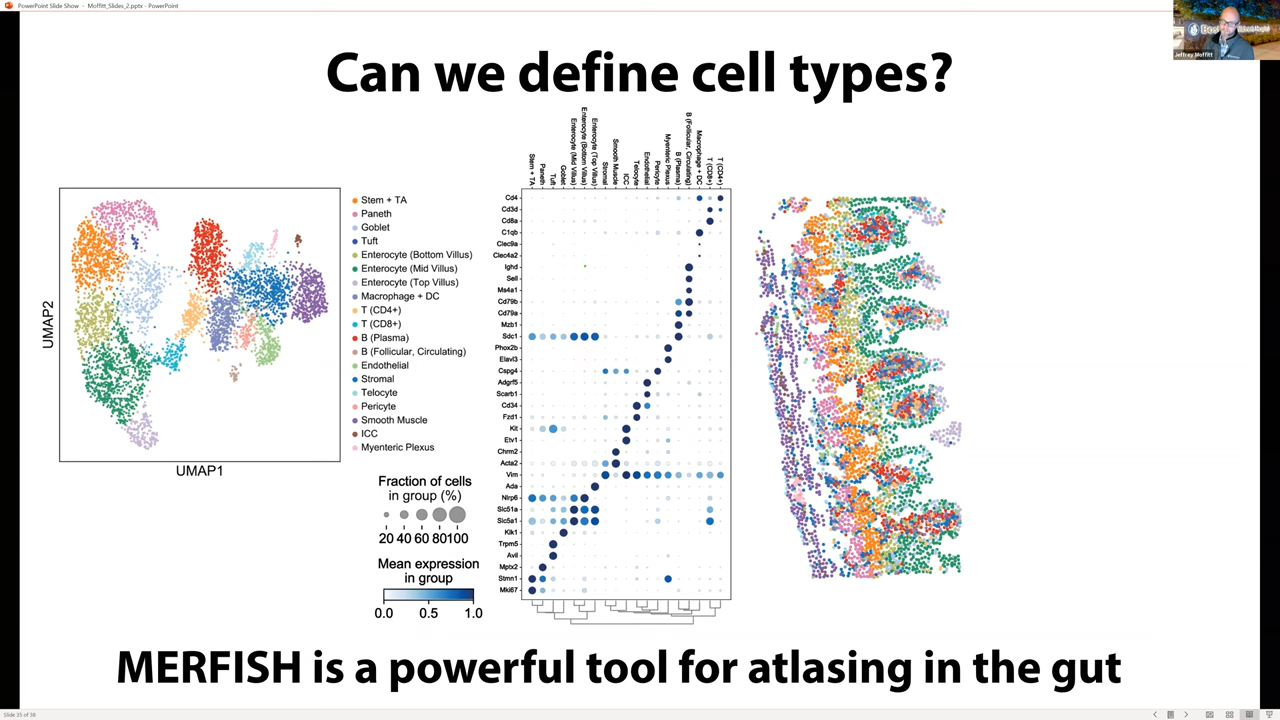 PowerPoint Slide Show - Moffitt_Slides_2.pptx - PowerPoint
Jeffrey Moffitt
Can we define cell types?
UMAP2
UMAP1
Stem + TA
Paneth
Goblet
Tuft
Enterocyte (Bottom Villus)
Enterocyte (Mid Villus)
Enterocyte (Top Villus)
Macrophage + DC
T (CD4+)
T (CD8+)
B (Plasma)
B (Follicular, Circulating)
Endothelial
Stromal
Telocyte
Pericyte
Smooth Muscle
ICC
Myenteric Plexus
Fraction of cells
in group (%)
20 40 60 80 100
Mean expression
in group
0.0 0.5 1.0
Stem + TA
Paneth
Tuft
Goblet
Enterocyte (Mid Villus)
Enterocyte (Bottom Villus)
Enterocyte (Top Villus)
Stromal
Smooth Muscle
ICC
Telocyte
Endothelial
Pericyte
Myenteric Plexus
B (Plasma)
B (Follicular, Circulating)
Macrophage + DC
T (CD8+)
T (CD4+)
Cd4
Cd3d
Cd8a
C1qb
Clec9a
Clec4a2
Ighd
Sell
Ms4a1
Cd79b
Cd79a
Mzb1
Sdc1
Phox2b
Elavl3
Cspg4
Adgrf5
Scarb1
Cd34
Fzd1
Kit
Etv1
Chrm2
Acta2
Vim
Ada
Nlrp6
Slc51a
Slc5a1
Klk1
Trpm5
Avil
Mptx2
Stmn1
Mki67
MERFISH is a powerful tool for atlasing in the gut
Slide 35 of 38